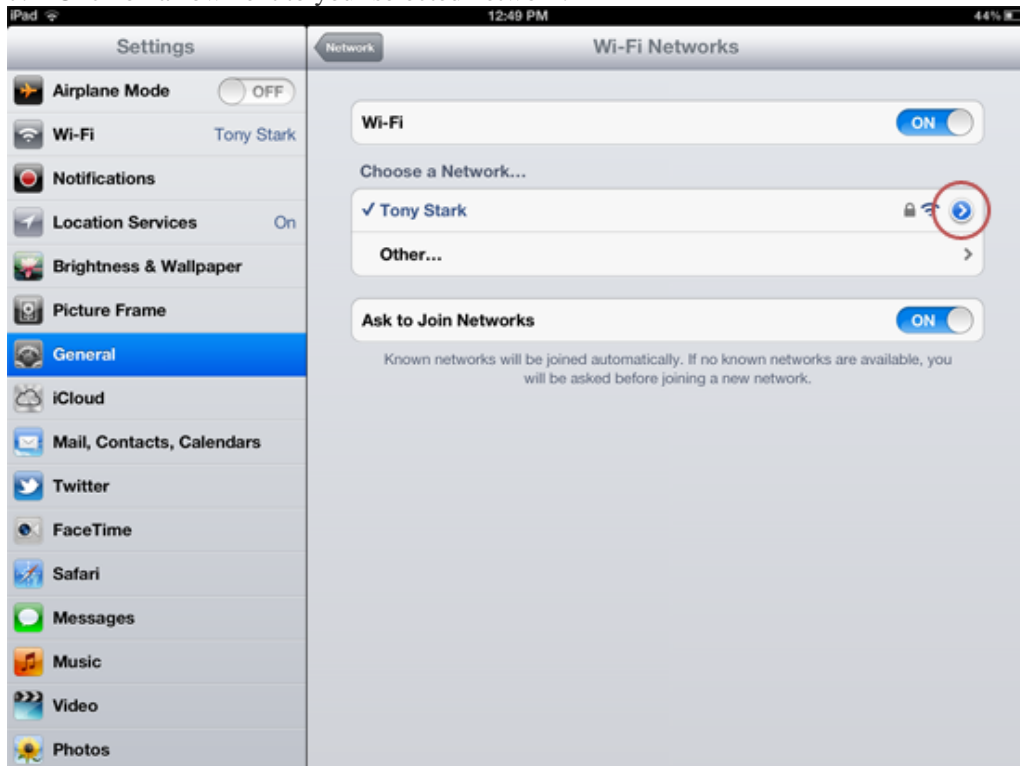 iPad 12:49 PM 44%
Settings
Airplane Mode OFF
Wi-Fi Tony Stark
Notifications
Location Services On
Brightness & Wallpaper
Picture Frame
General
iCloud
Mail, Contacts, Calendars
Twitter
FaceTime
Safari
Messages
Music
Video
Photos
Network Wi-Fi Networks
Wi-Fi ON
Choose a Network...
✓ Tony Stark
Other...
Ask to Join Networks ON
Known networks will be joined automatically. If no known networks are available, you
will be asked before joining a new network.